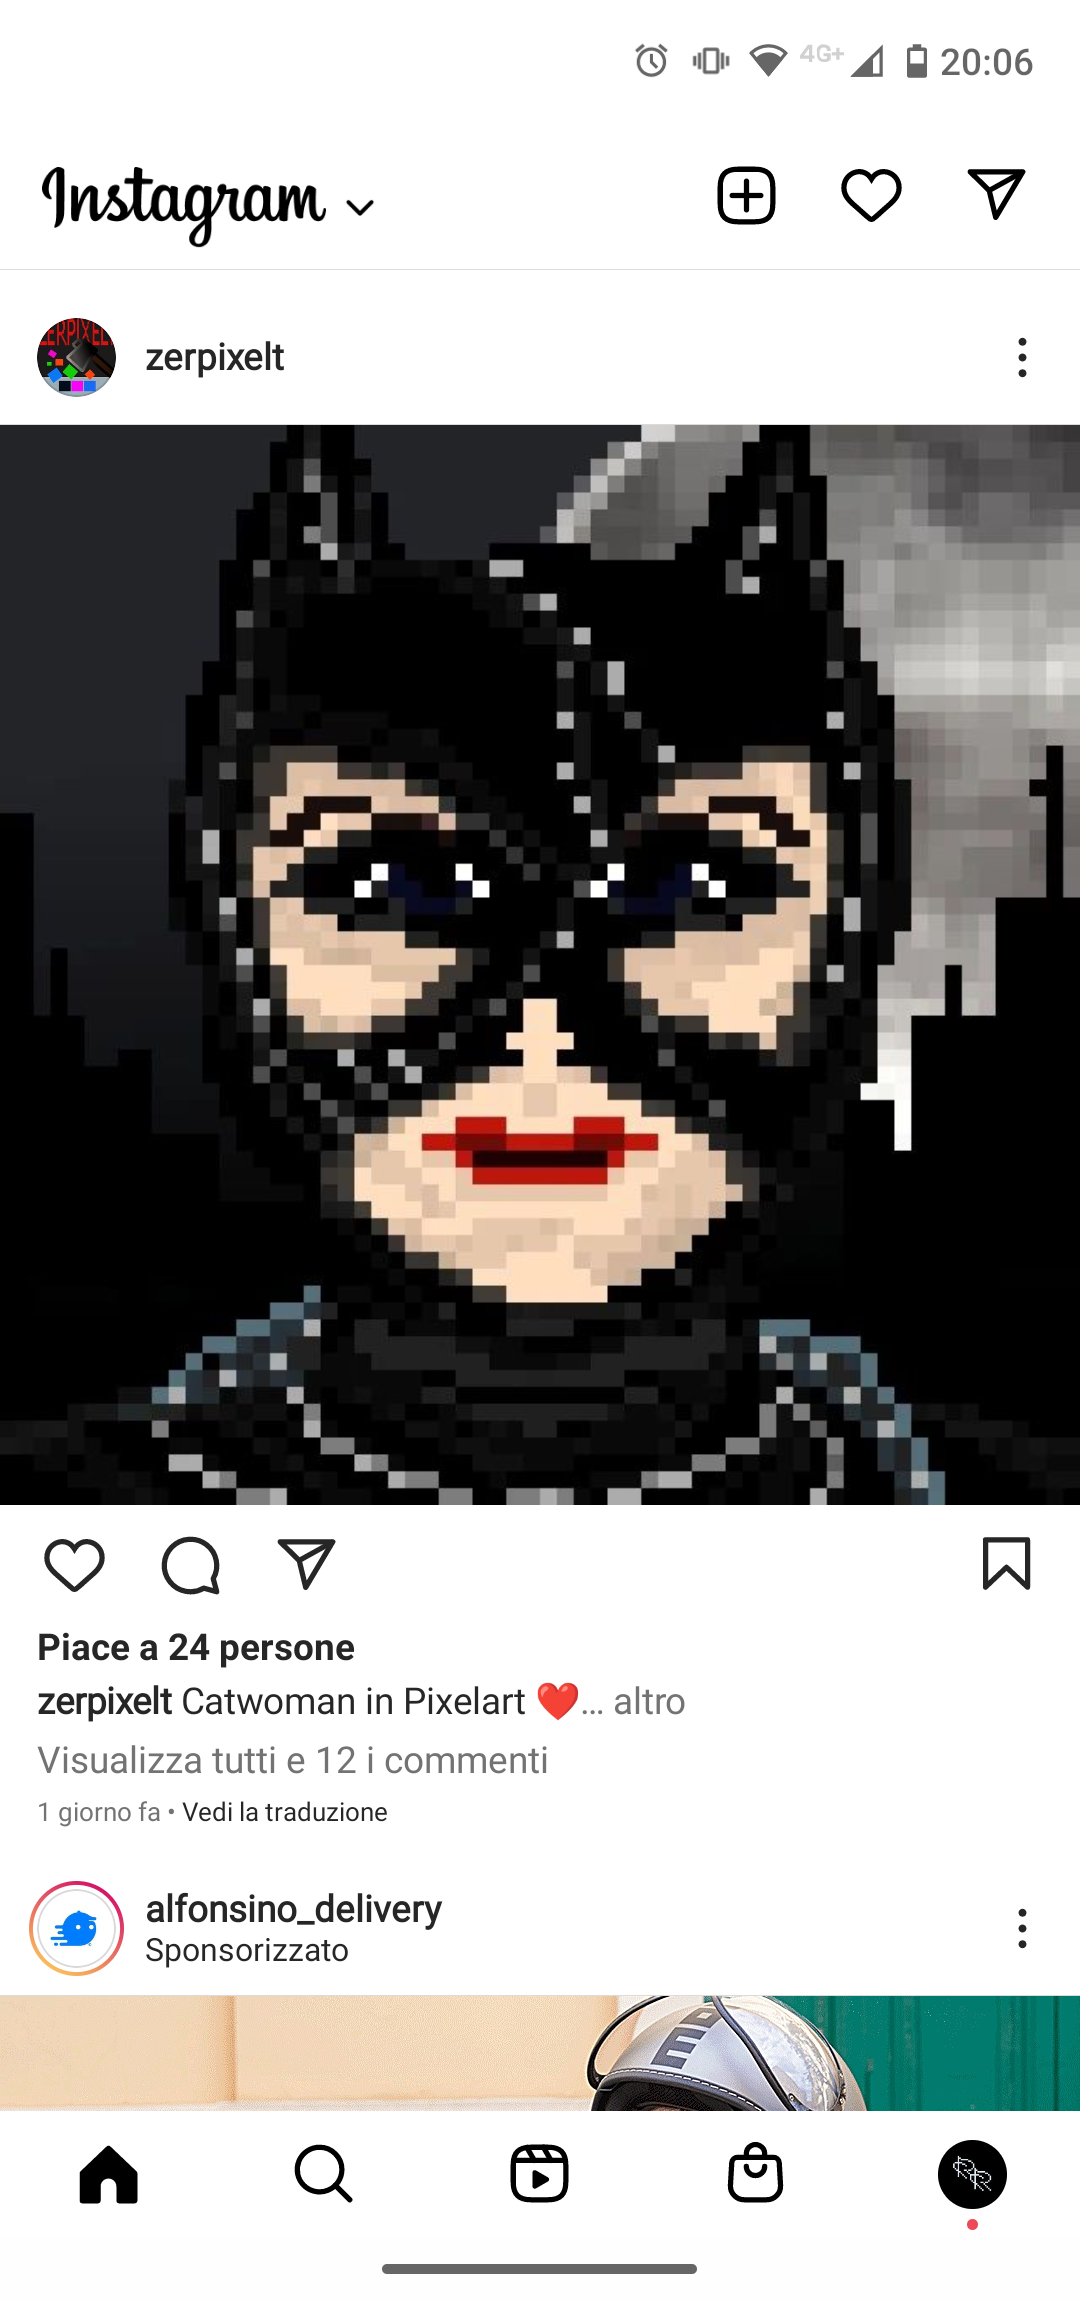 4G+ 20:06
Instagram
ZERPIXEL
zerpixelt
Piace a 24 persone
zerpixelt Catwoman in Pixelart ❤️... altro
Visualizza tutti e 12 i commenti
1 giorno fa • Vedi la traduzione
alfonsino_delivery
Sponsorizzato